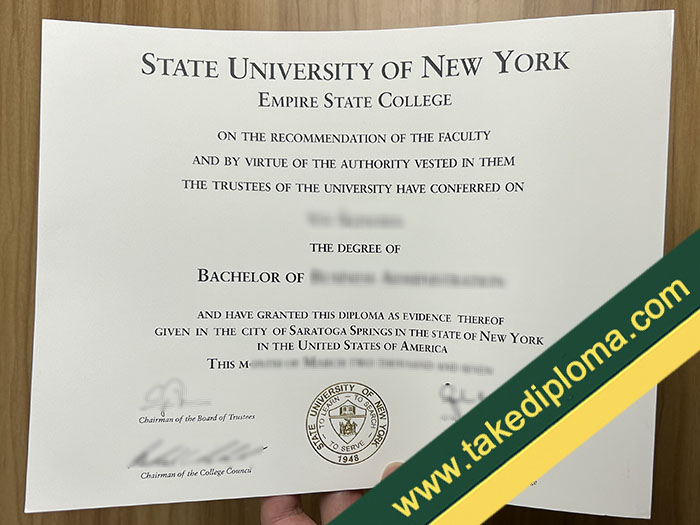 STATE UNIVERSITY OF NEW YORK
EMPIRE STATE COLLEGE
ON THE RECOMMENDATION OF THE FACULTY
AND BY VIRTUE OF THE AUTHORITY VESTED IN THEM
THE TRUSTEES OF THE UNIVERSITY HAVE CONFERRED ON
THE DEGREE OF
BACHELOR OF
AND HAVE GRANTED THIS DIPLOMA AS EVIDENCE THEREOF
GIVEN IN THE CITY OF SARATOGA SPRINGS IN THE STATE OF NEW YORK
IN THE UNITED STATES OF AMERICA
THIS
Chairman of the Board of Trustees
Chairman of the College Council
STATE UNIVERSITY OF NEW YORK
TO LEARN - TO SEARCH
TO SERVE
1948
www.takediploma.com